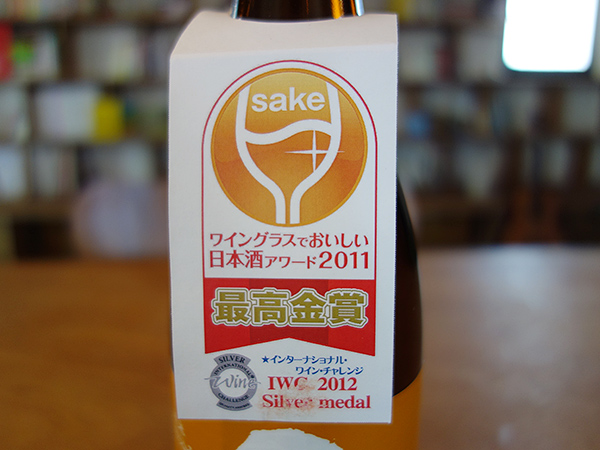 sake
ワイングラスでおいしい
日本酒アワード2011
最高金賞
SILVER
INTERNATIONAL
Wine
CHALLENGE
★インターナショナル・
ワイン・チャレンジ
IWC 2012
Silver medal